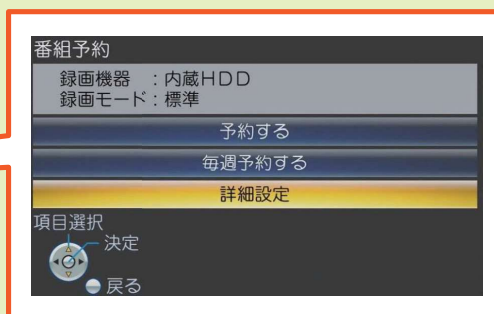 番組予約
録画機器 :内蔵HDD
録画モード:標準
予約する
毎週予約する
詳細設定
項目選択
決定
戻る